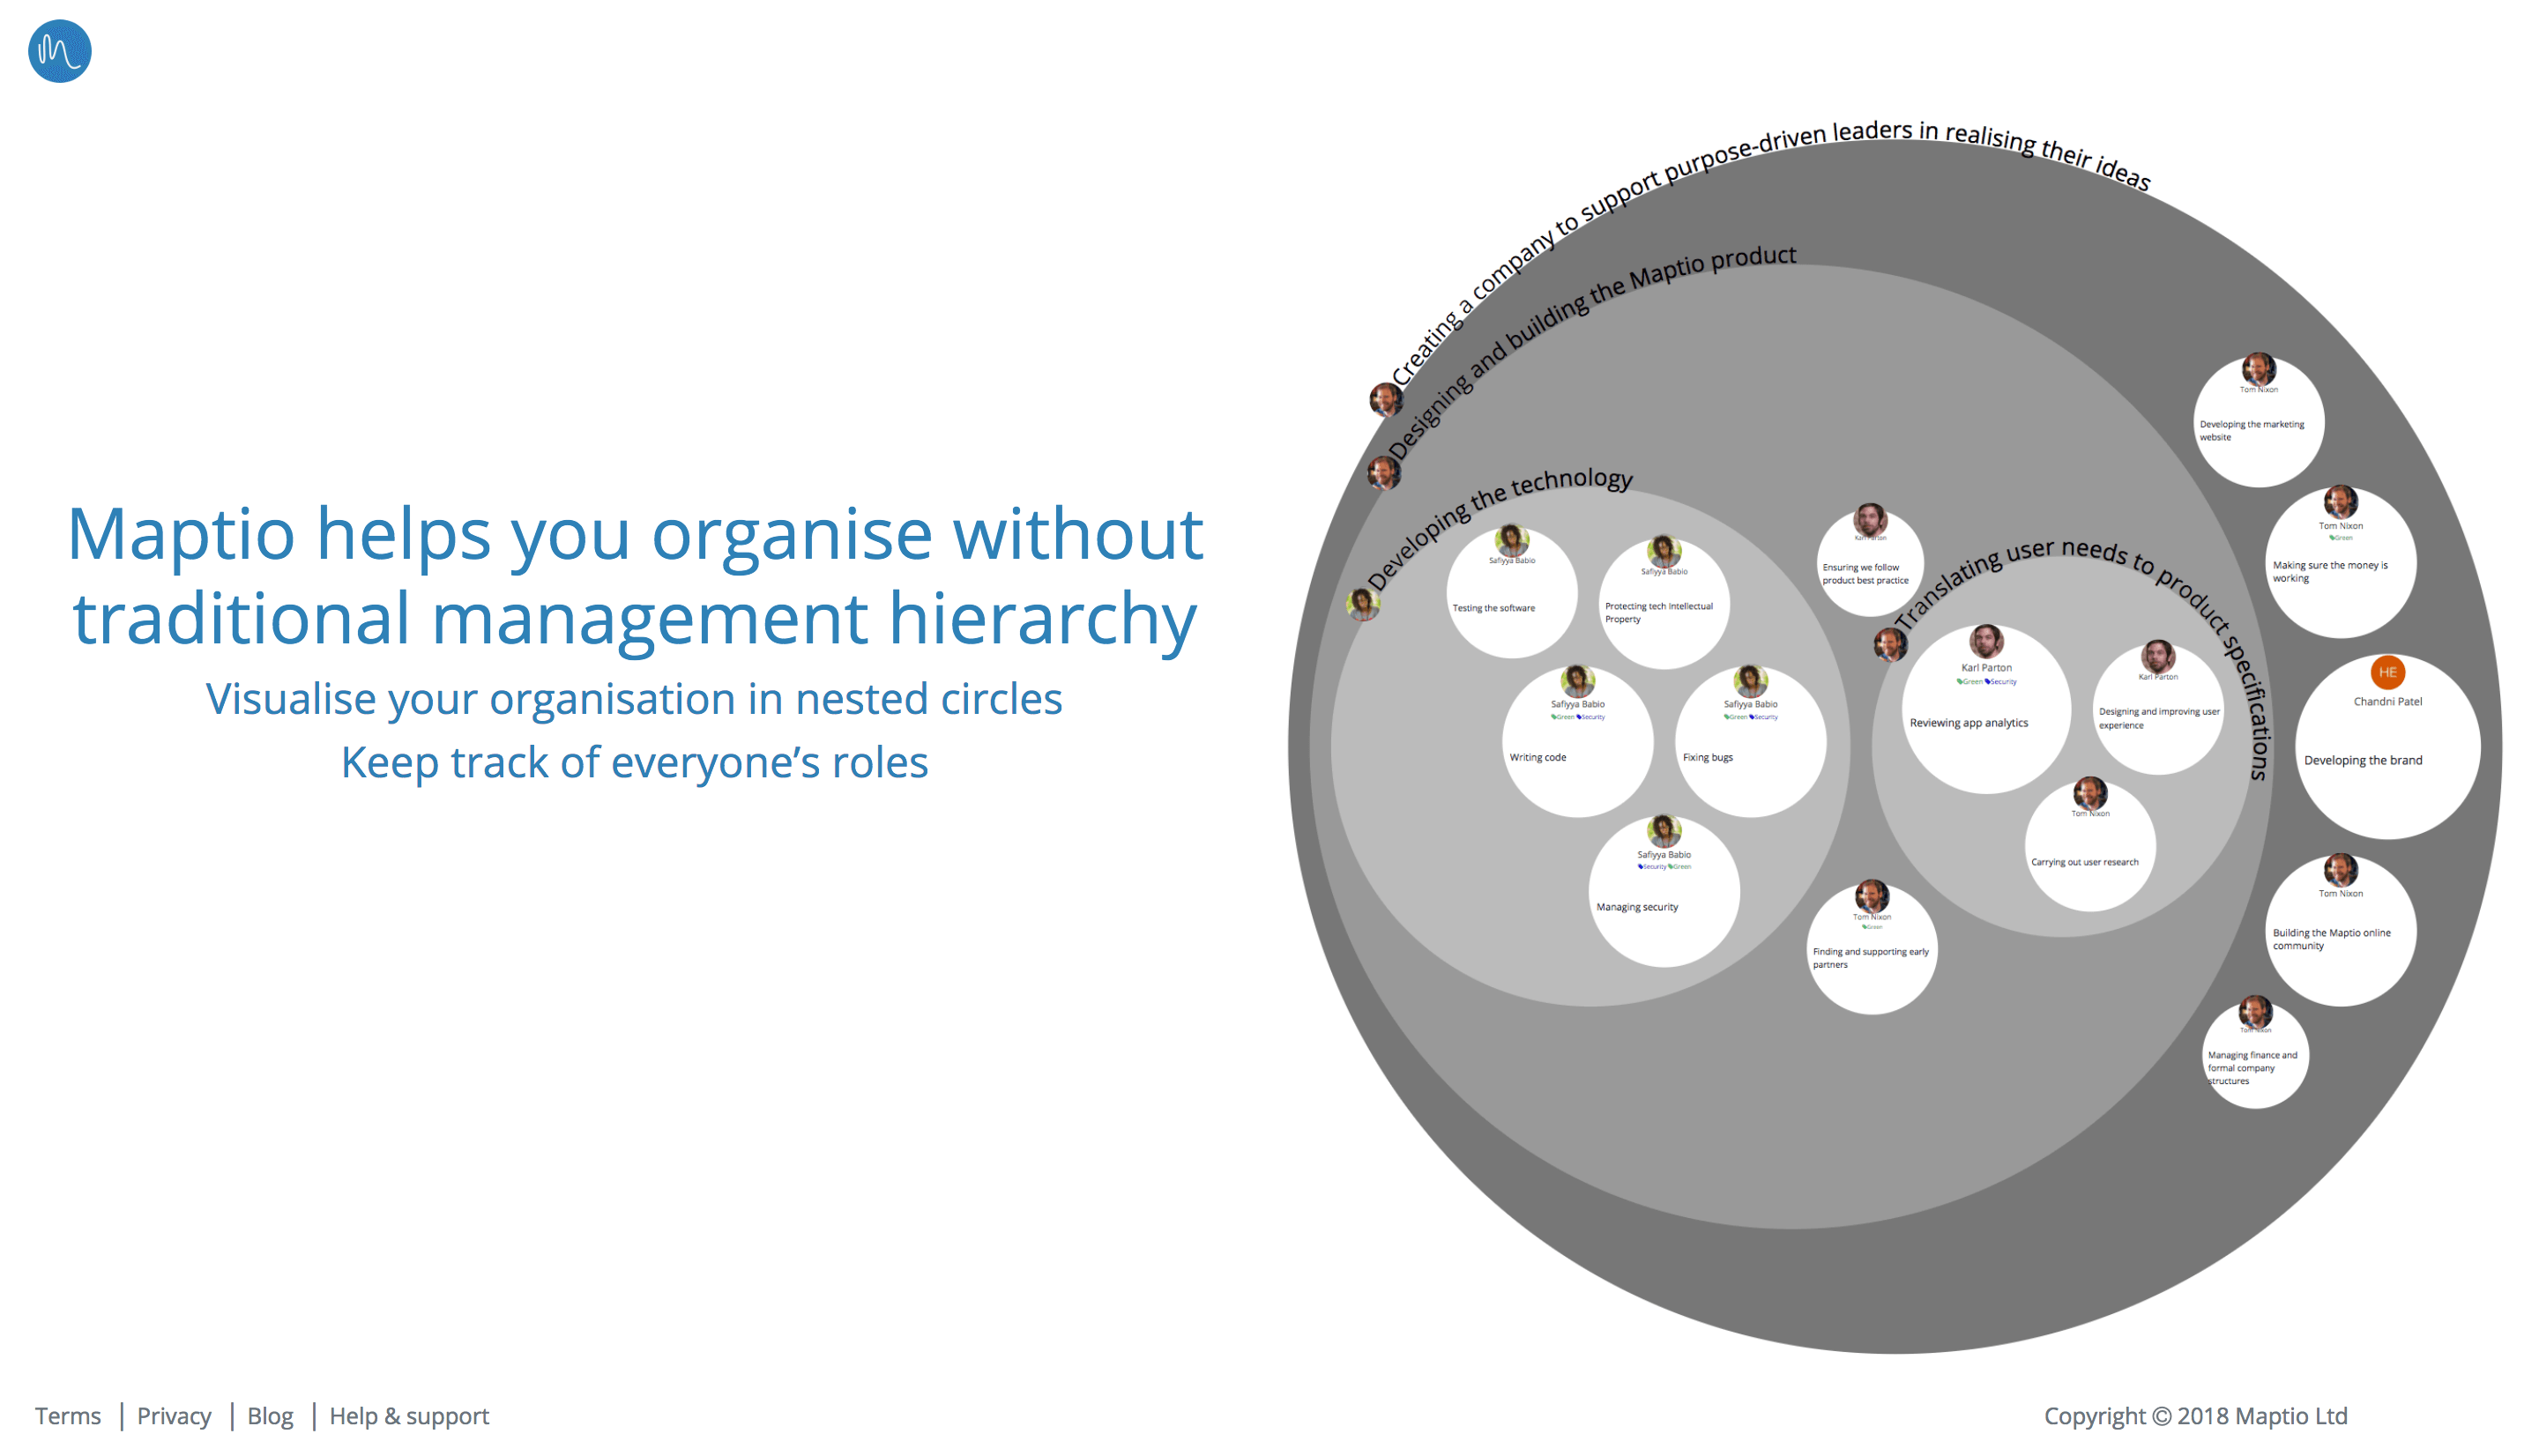 Maptio helps you organise without
traditional management hierarchy
Visualise your organisation in nested circles
Keep track of everyone’s roles
Creating a company to support purpose-driven leaders in realising their ideas
Designing and building the Maptio product
Developing the technology
Safiyya Babio
Testing the software
Safiyya Babio
Protecting tech Intellectual
Property
Safiyya Babio
Green Security
Writing code
Safiyya Babio
Green Security
Fixing bugs
Safiyya Babio
Security Green
Managing security
Karl Parton
Ensuring we follow
product best practice
Translating user needs to product specifications
Karl Parton
Green Security
Reviewing app analytics
Karl Parton
Designing and improving user
experience
Tom Nixon
Carrying out user research
Tom Nixon
Green
Finding and supporting early
partners
Tom Nixon
Developing the marketing
website
Tom Nixon
Green
Making sure the money is
working
HE
Chandni Patel
Developing the brand
Tom Nixon
Building the Maptio online
community
Tom Nixon
Managing finance and
formal company
structures
Terms | Privacy | Blog | Help & support
Copyright © 2018 Maptio Ltd